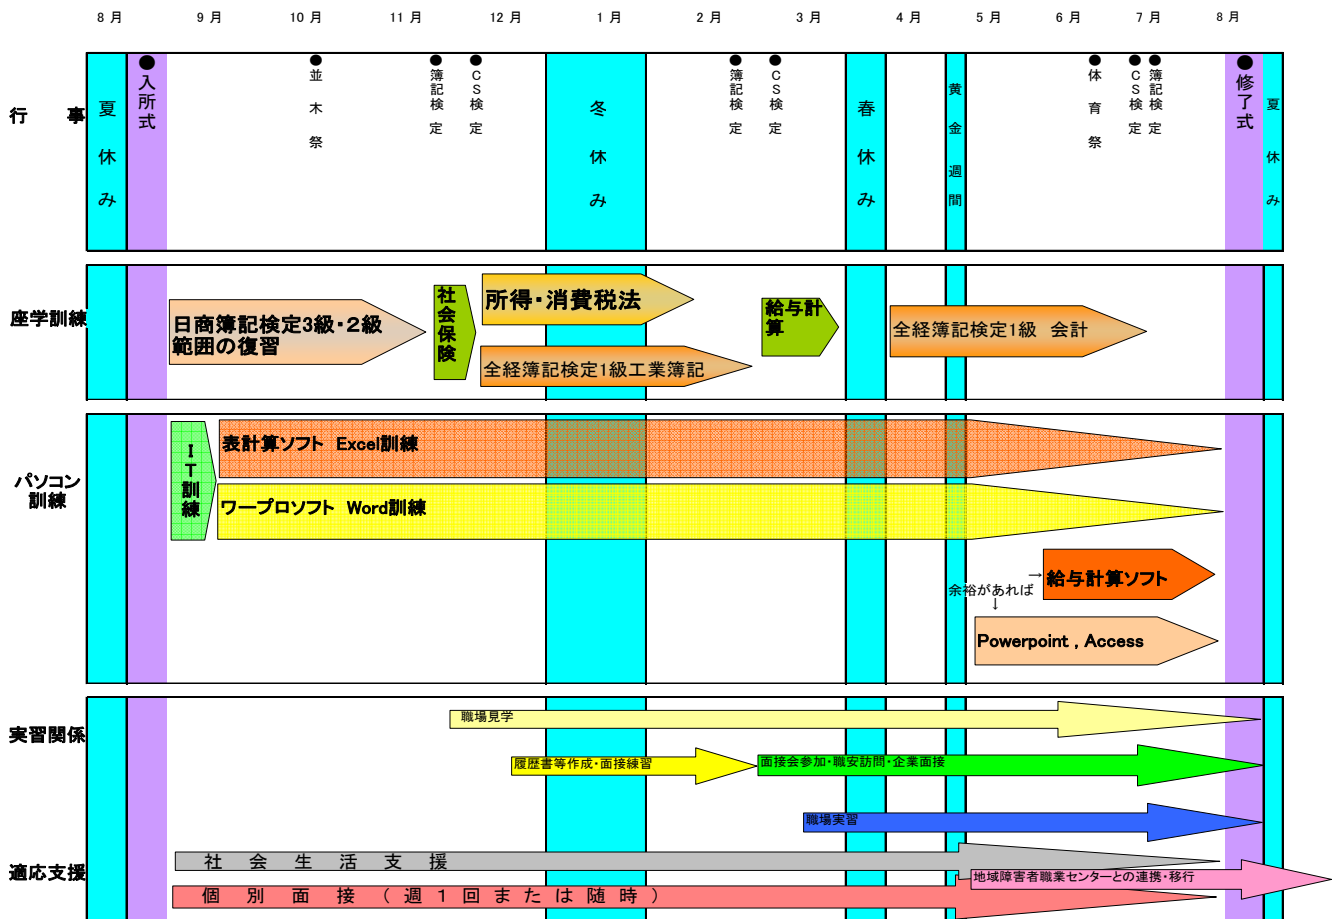 8 月
9 月
10 月
11 月
12 月
1 月
2 月
3 月
4 月
5 月
6 月
7 月
8 月
行 事
夏休み
●入所式
●並木祭
●簿記検定
●CS検定
冬休み
●簿記検定
●CS検定
春休み
黄金週間
●体育祭
●CS検定
●簿記検定
●修了式
夏休み
座学訓練
日商簿記検定3級・2級
範囲の復習
社会保険
所得・消費税法
全経簿記検定1級工業簿記
給与計
算
全経簿記検定1級 会計
パソコン
訓練
IT訓練
表計算ソフト Excel訓練
ワープロソフト Word訓練
余裕があれば
→
↓
給与計算ソフト
Powerpoint , Access
実習関係
職場見学
履歴書等作成・面接練習
面接会参加・職安訪問・企業面接
職場実習
適応支援
社 会 生 活 支 援
地域障害者職業センターとの連携・移行
個 別 面 接 （ 週 1 回 ま た は 随 時 ）